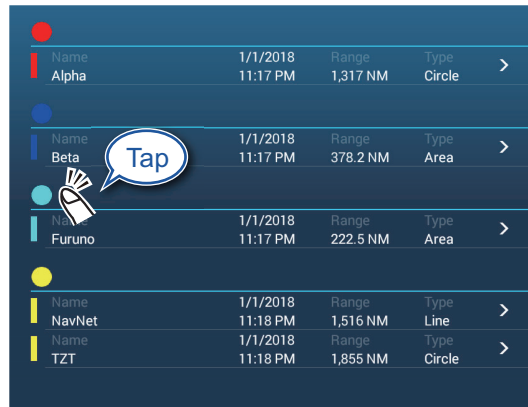 Name 1/1/2018 Range Type
Alpha 11:17 PM 1,317 NM Circle >
Name 1/1/2018 Range Type
Beta 11:17 PM 378.2 NM Area >
Tap
Name 1/1/2018 Range Type
Furuno 11:17 PM 222.5 NM Area >
Name 1/1/2018 Range Type
NavNet 11:18 PM 1,516 NM Line >
Name 1/1/2018 Range Type
TZT 11:18 PM 1,855 NM Circle >